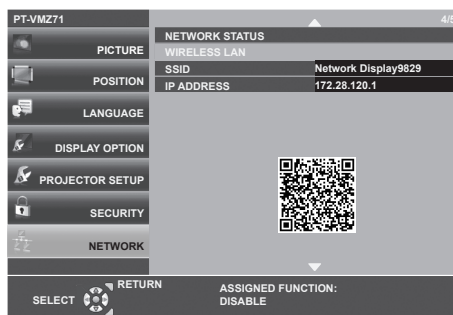 PT-VMZ71
4/5
PICTURE
POSITION
LANGUAGE
DISPLAY OPTION
PROJECTOR SETUP
SECURITY
NETWORK
NETWORK STATUS
WIRELESS LAN
SSID Network Display9829
IP ADDRESS 172.28.120.1
SELECT
RETURN
ASSIGNED FUNCTION:
DISABLE